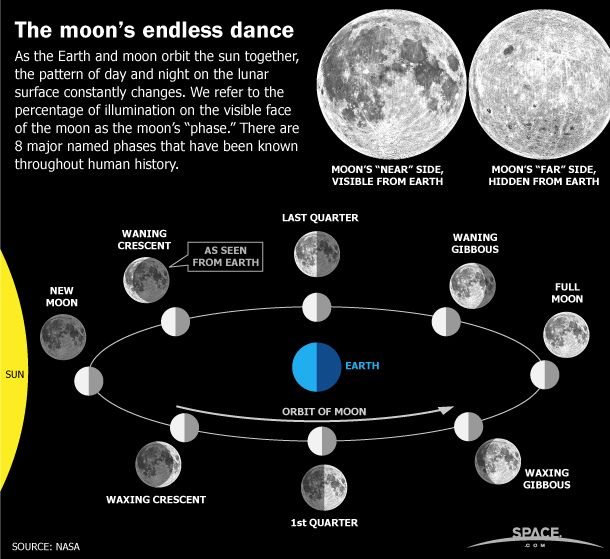 The moon's endless dance
As the Earth and moon orbit the sun together,
the pattern of day and night on the lunar
surface constantly changes. We refer to the
percentage of illumination on the visible face
of the moon as the moon's “phase.” There are
8 major named phases that have been known
throughout human history.
MOON'S “NEAR” SIDE,
VISIBLE FROM EARTH
MOON'S “FAR” SIDE,
HIDDEN FROM EARTH
LAST QUARTER
WANING
CRESCENT
AS SEEN
FROM EARTH
WANING
GIBBOUS
NEW
MOON
FULL
MOON
SUN
EARTH
ORBIT OF MOON
WAXING CRESCENT
1st QUARTER
WAXING
GIBBOUS
SOURCE: NASA
SPACE
.COM